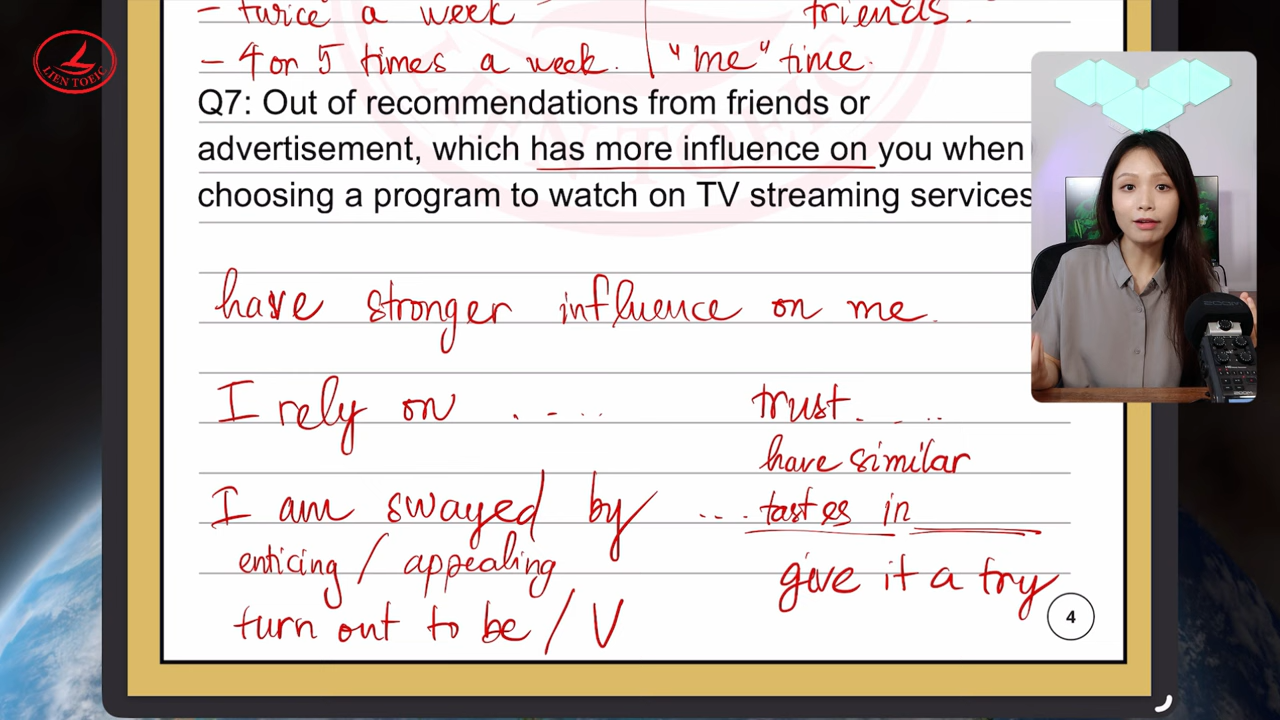 - twice a week
friends.
- 4 or 5 times a week.
"me" time.
LIEN TOEIC
Q7: Out of recommendations from friends or
advertisement, which has more influence on you when
choosing a program to watch on TV streaming services
have stronger influence on me.
I rely on . . . .
trust. . . .
have similar
I am swayed by ... tastes in
enticing / appealing
give it a try
turn out to be / V
4